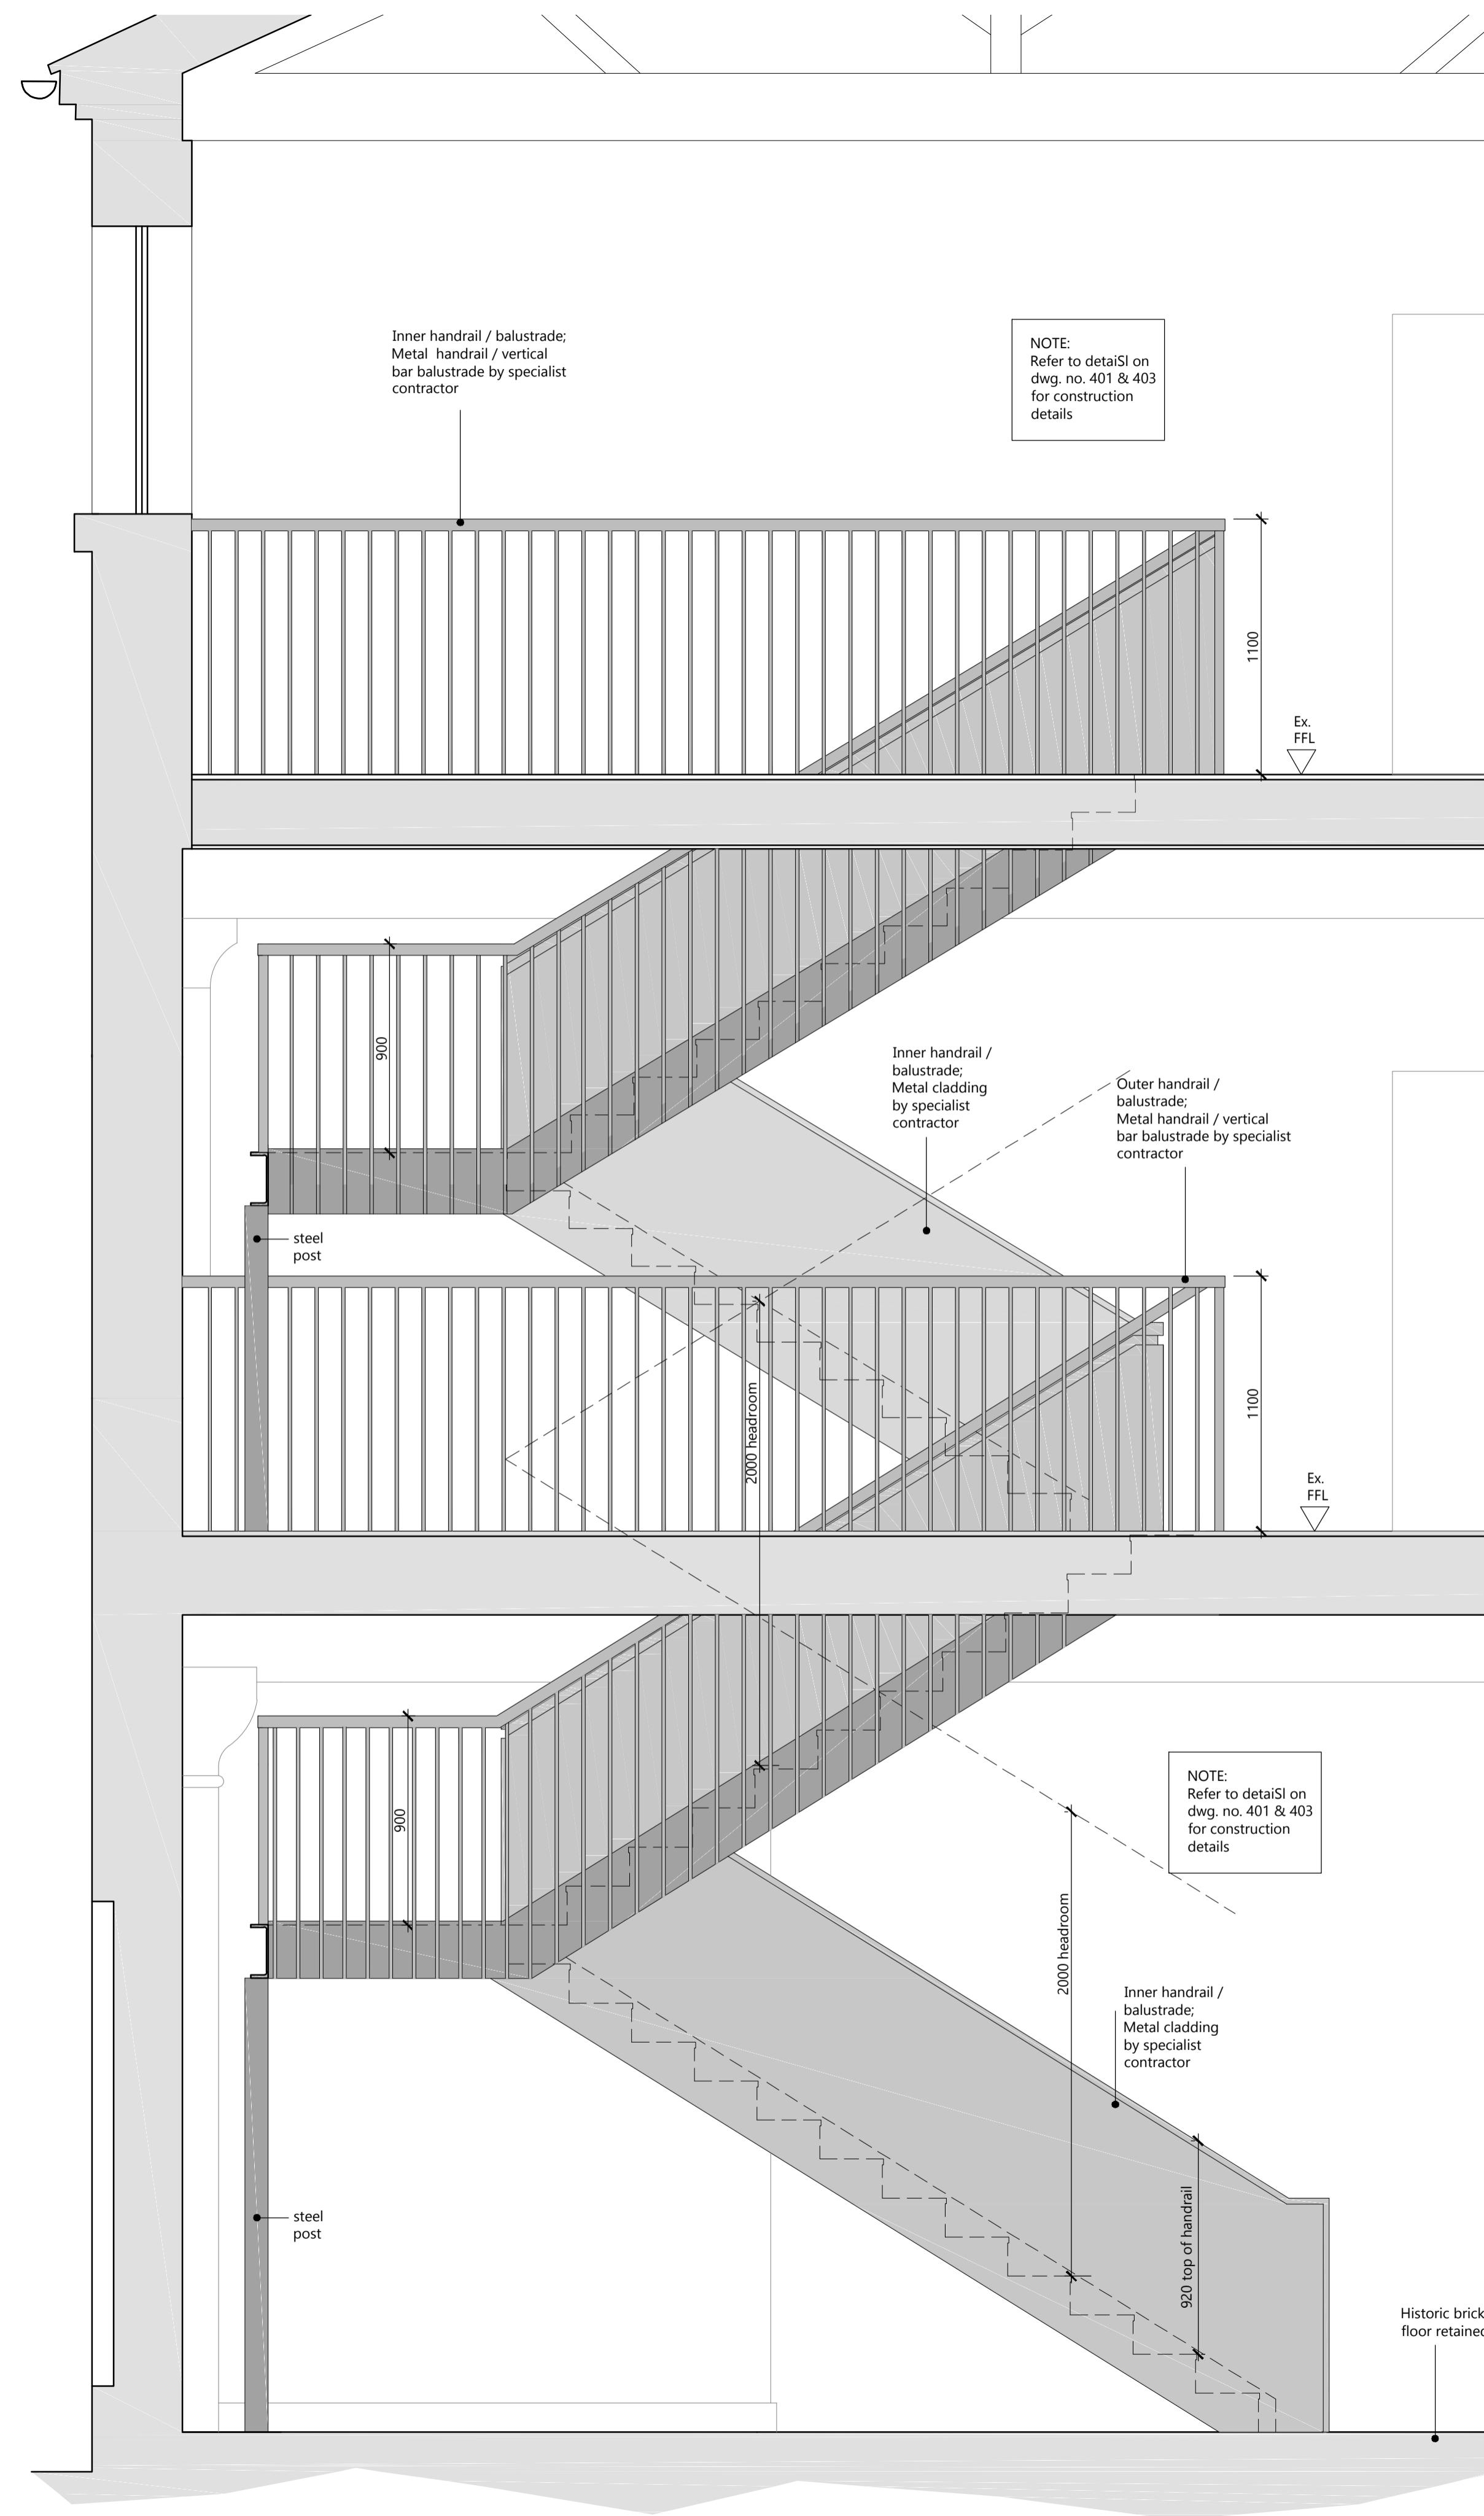 Inner handrail / balustrade;
Metal  handrail / vertical
bar balustrade by specialist
contractor
NOTE:
Refer to detaiSl on
dwg. no. 401 & 403
for construction
details
1100
Ex.
FFL
900
Inner handrail /
balustrade;
Metal cladding
by specialist
contractor
Outer handrail /
balustrade;
Metal handrail / vertical
bar balustrade by specialist
contractor
steel
post
2000 headroom
1100
Ex.
FFL
900
NOTE:
Refer to detaiSl on
dwg. no. 401 & 403
for construction
details
2000 headroom
Inner handrail /
balustrade;
Metal cladding
by specialist
contractor
920 top of handrail
steel
post
Historic brick
floor retained